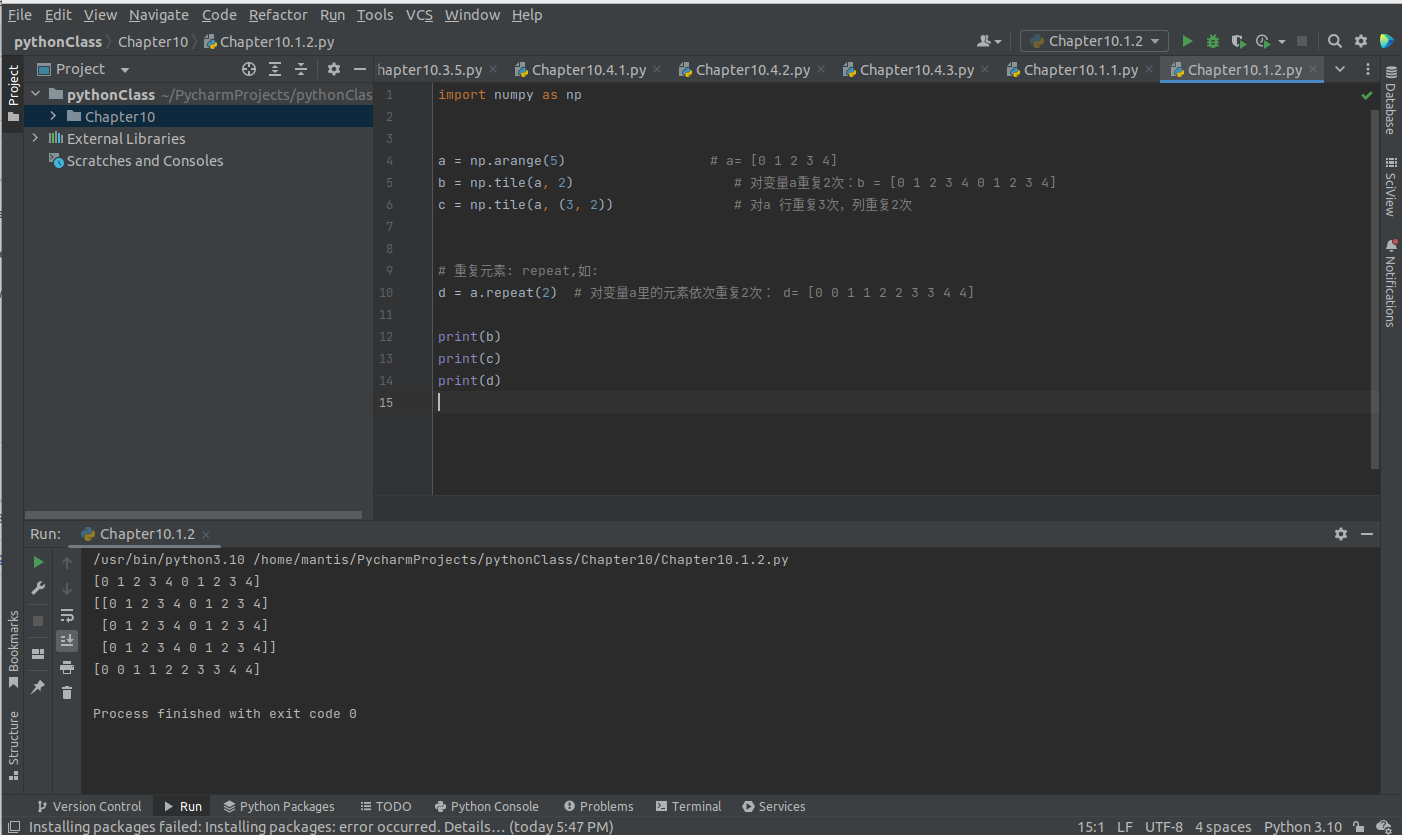 File Edit View Navigate Code Refactor Run Tools VCS Window Help
pythonClass Chapter10 Chapter10.1.2.py Chapter10.1.2
Project hapter10.3.5.py Chapter10.4.1.py Chapter10.4.2.py Chapter10.4.3.py Chapter10.1.1.py Chapter10.1.2.py
Project
pythonClass ~/PycharmProjects/pythonClas
Chapter10
External Libraries
Scratches and Consoles
1 import numpy as np
2
3
4 a = np.arange(5) # a= [0 1 2 3 4]
5 b = np.tile(a, 2) # 对变量a重复2次：b = [0 1 2 3 4 0 1 2 3 4]
6 c = np.tile(a, (3, 2)) # 对a 行重复3次，列重复2次
7
8
9 # 重复元素: repeat,如:
10 d = a.repeat(2) # 对变量a里的元素依次重复2次： d= [0 0 1 1 2 2 3 3 4 4]
11
12 print(b)
13 print(c)
14 print(d)
15
Database
SciView
Notifications
Run: Chapter10.1.2
/usr/bin/python3.10 /home/mantis/PycharmProjects/pythonClass/Chapter10/Chapter10.1.2.py
[0 1 2 3 4 0 1 2 3 4]
[[0 1 2 3 4 0 1 2 3 4]
[0 1 2 3 4 0 1 2 3 4]
[0 1 2 3 4 0 1 2 3 4]]
[0 0 1 1 2 2 3 3 4 4]
Process finished with exit code 0
Bookmarks
Structure
Version Control Run Python Packages TODO Python Console Problems Terminal Services
Installing packages failed: Installing packages: error occurred. Details... (today 5:47 PM) 15:1 LF UTF-8 4 spaces Python 3.10